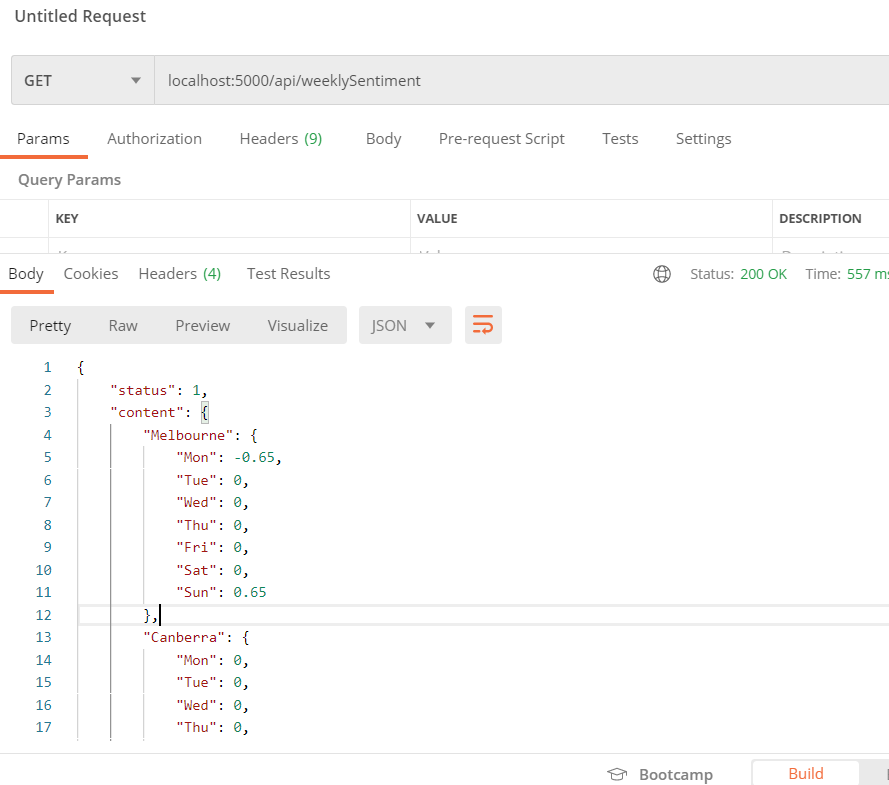 Untitled Request
GET localhost:5000/api/weeklySentiment
Params Authorization Headers (9) Body Pre-request Script Tests Settings
Query Params
KEY VALUE DESCRIPTION
Body Cookies Headers (4) Test Results Status: 200 OK Time: 557 ms
Pretty Raw Preview Visualize JSON
1 {
2 "status": 1,
3 "content": {
4 "Melbourne": {
5 "Mon": -0.65,
6 "Tue": 0,
7 "Wed": 0,
8 "Thu": 0,
9 "Fri": 0,
10 "Sat": 0,
11 "Sun": 0.65
12 },
13 "Canberra": {
14 "Mon": 0,
15 "Tue": 0,
16 "Wed": 0,
17 "Thu": 0,
Bootcamp Build